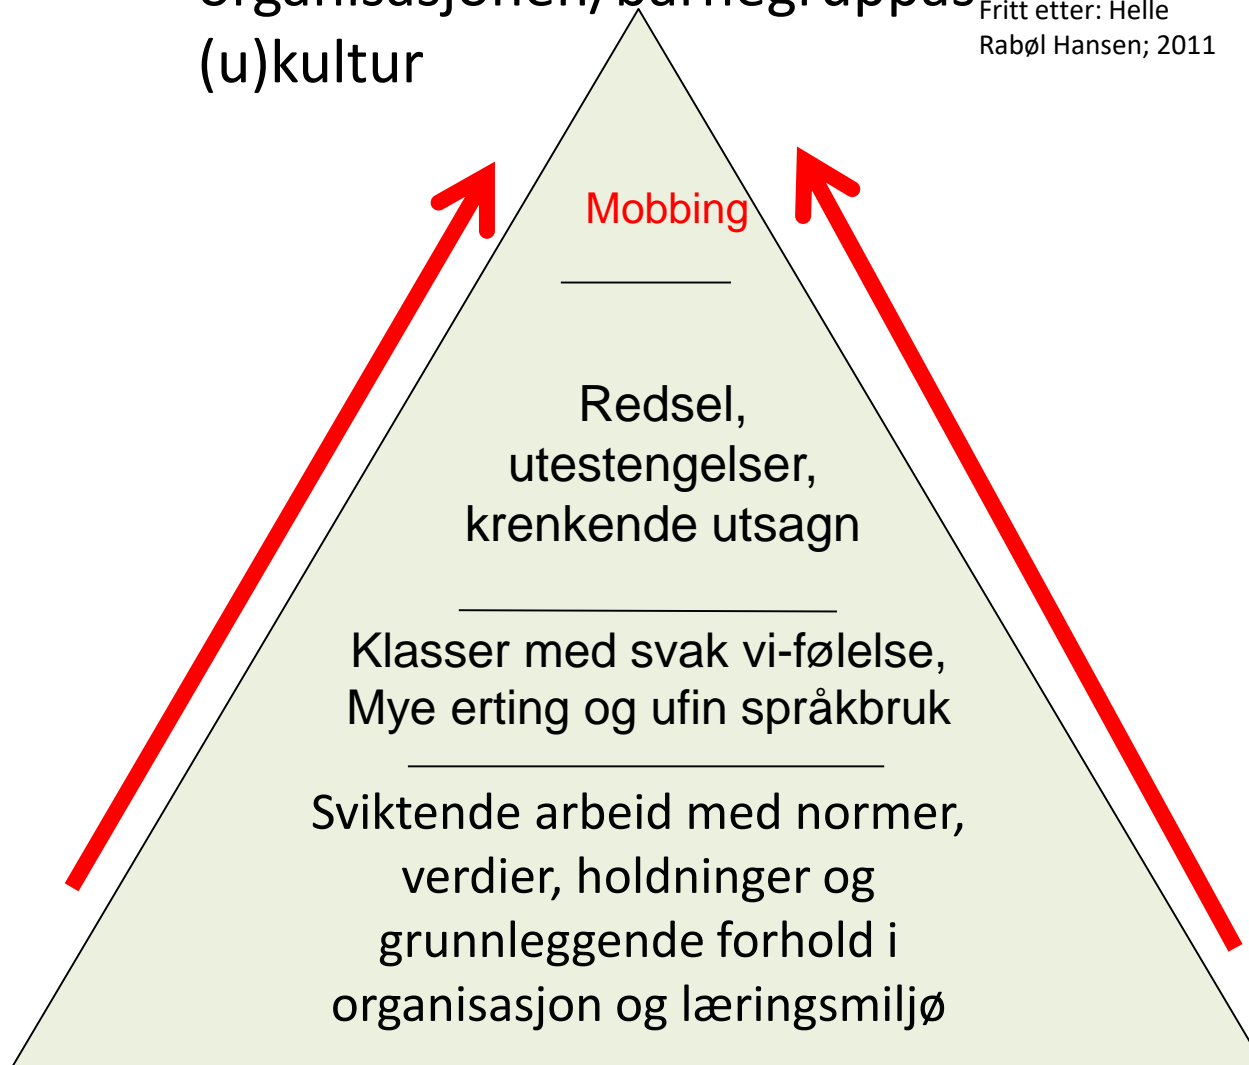 (u)kultur
Fritt etter: Helle
Rabøl Hansen; 2011
Mobbing
Redsel,
utestengelser,
krenkende utsagn
Klasser med svak vi-følelse,
Mye erting og ufin språkbruk
Sviktende arbeid med normer,
verdier, holdninger og
grunnleggende forhold i
organisasjon og læringsmiljø